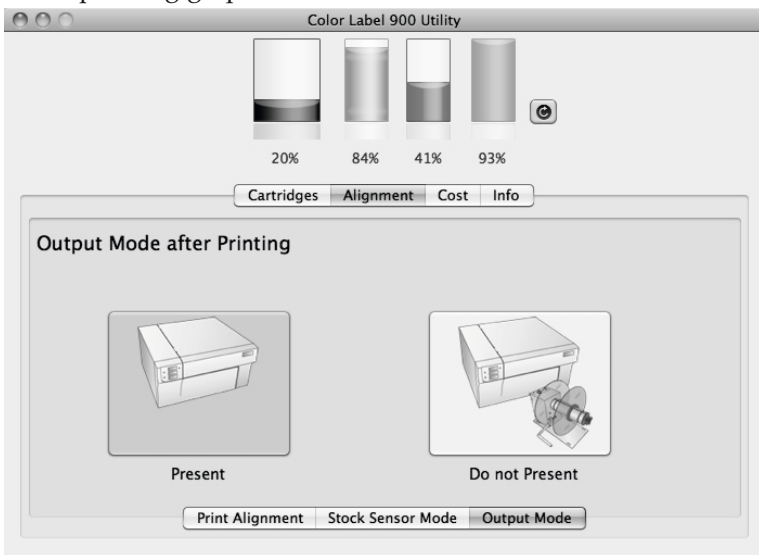 Color Label 900 Utility
20% 84% 41% 93%
Cartridges Alignment Cost Info
Output Mode after Printing
Present Do not Present
Print Alignment Stock Sensor Mode Output Mode